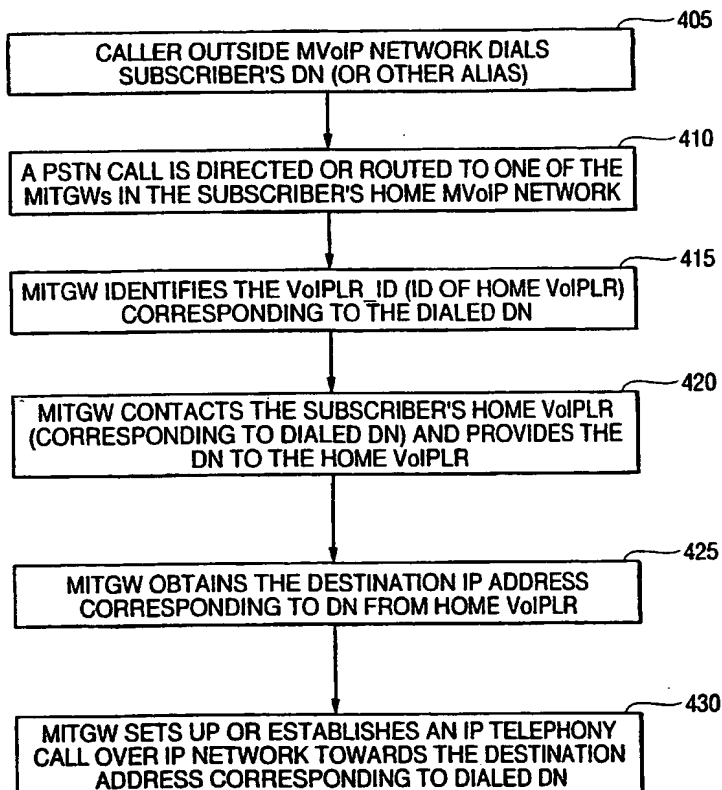 405
CALLER OUTSIDE MVoIP NETWORK DIALS
SUBSCRIBER'S DN (OR OTHER ALIAS)
410
A PSTN CALL IS DIRECTED OR ROUTED TO ONE OF THE
MITGWs IN THE SUBSCRIBER'S HOME MVoIP NETWORK
415
MITGW IDENTIFIES THE VoIPLR_ID (ID OF HOME VoIPLR)
CORRESPONDING TO THE DIALED DN
420
MITGW CONTACTS THE SUBSCRIBER'S HOME VoIPLR
(CORRESPONDING TO DIALED DN) AND PROVIDES THE
DN TO THE HOME VoIPLR
425
MITGW OBTAINS THE DESTINATION IP ADDRESS
CORRESPONDING TO DN FROM HOME VoIPLR
430
MITGW SETS UP OR ESTABLISHES AN IP TELEPHONY
CALL OVER IP NETWORK TOWARDS THE DESTINATION
ADDRESS CORRESPONDING TO DIALED DN